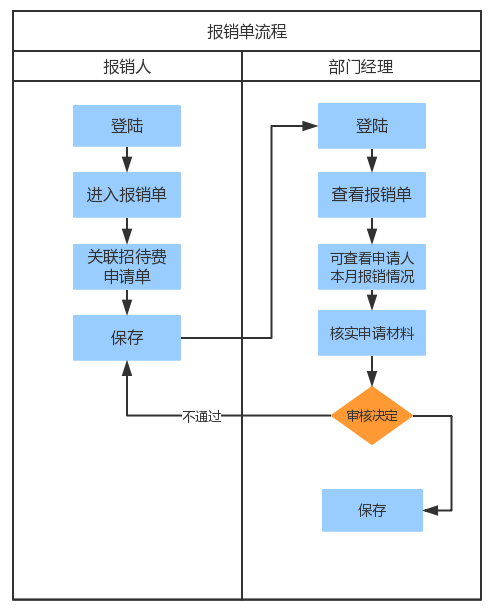 报销单流程
报销人
部门经理
登陆
进入报销单
关联招待费
申请单
保存
登陆
查看报销单
可查看申请人
本月报销情况
核实申请材料
审核决定
不通过
保存